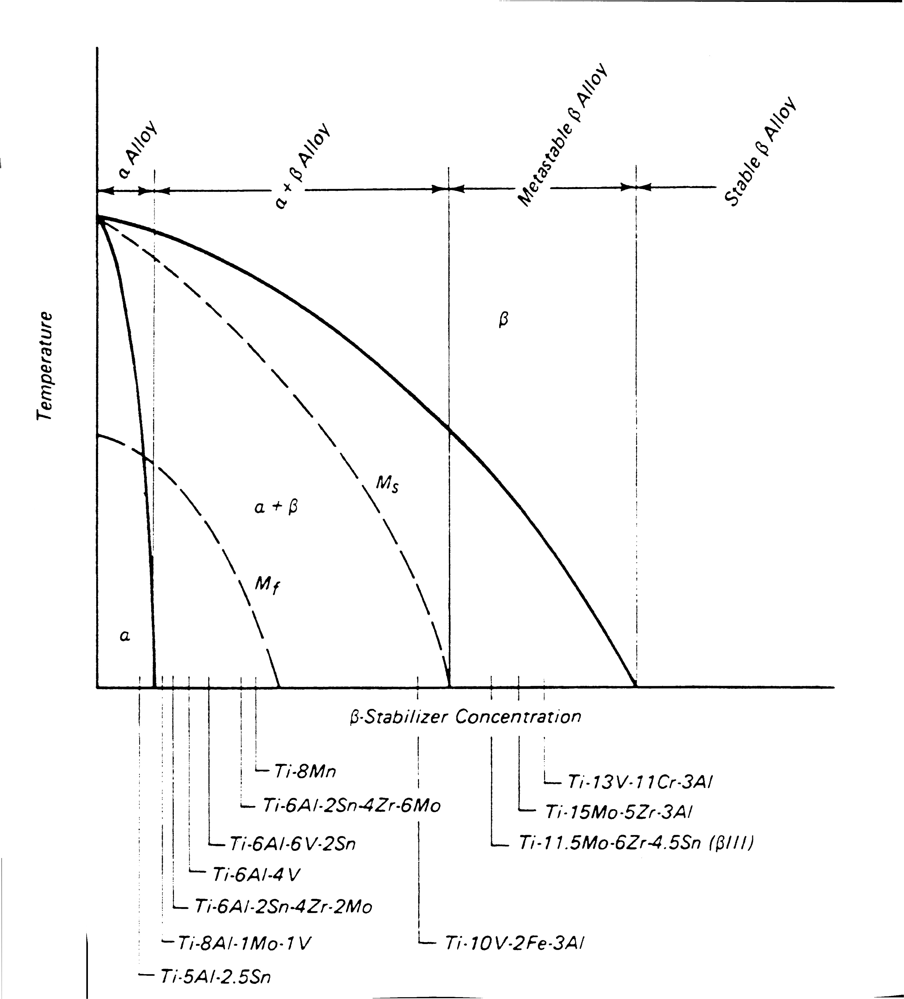 α Alloy
α + β Alloy
Metastable β Alloy
Stable β Alloy
Temperature
β
Ms
α + β
Mf
α
β-Stabilizer Concentration
Ti-8Mn
Ti-13V-11Cr-3Al
Ti-6Al-2Sn-4Zr-6Mo
Ti-15Mo-5Zr-3Al
Ti-6Al-6V-2Sn
Ti-11.5Mo-6Zr-4.5Sn (βIII)
Ti-6Al-4V
Ti-6Al-2Sn-4Zr-2Mo
Ti-8Al-1Mo-1V
Ti-10V-2Fe-3Al
Ti-5Al-2.5Sn